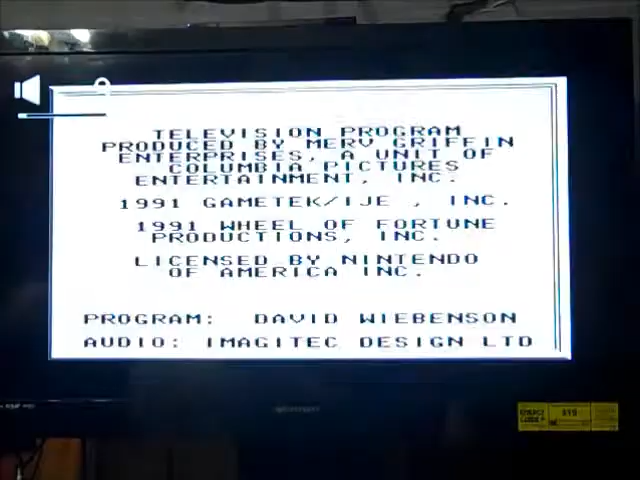 TELEVISION PROGRAM
PRODUCED BY MERV GRIFFIN
ENTERPRISES, A UNIT OF
COLUMBIA PICTURES
ENTERTAINMENT, INC.
1991 GAMETEK/IJE , INC.
1991 WHEEL OF FORTUNE
PRODUCTIONS, INC.
LICENSED BY NINTENDO
OF AMERICA INC.
PROGRAM: DAVID WIEBENSON
AUDIO: IMAGITEC DESIGN LTD